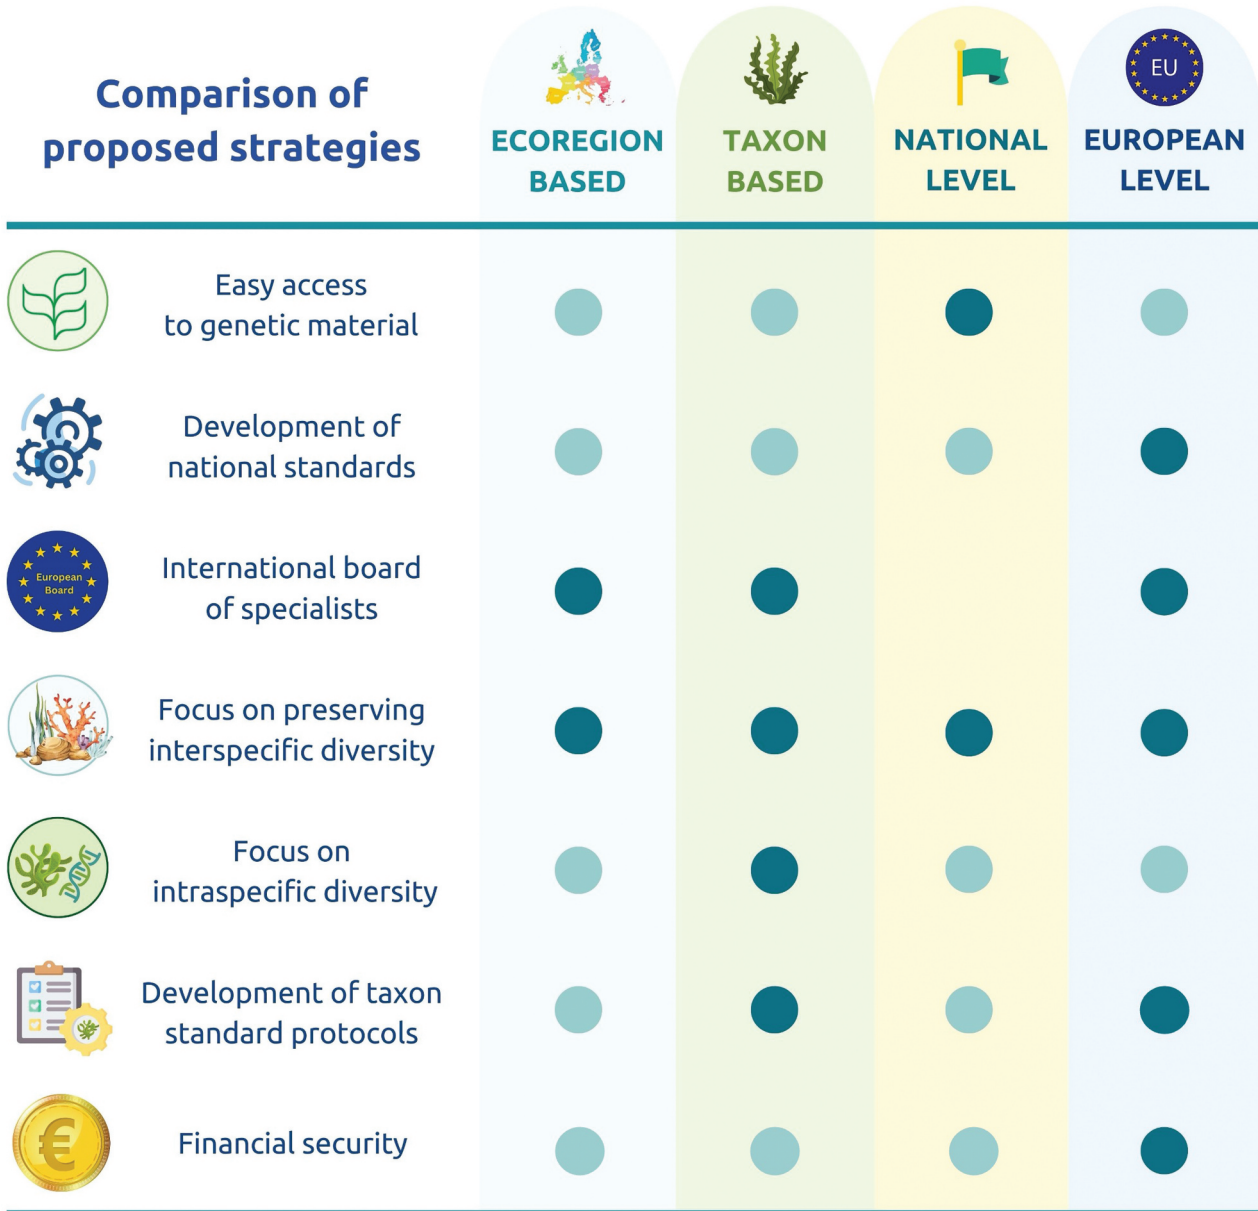 Comparison of
proposed strategies
ECOREGION
BASED
TAXON
BASED
NATIONAL
LEVEL
EU
EUROPEAN
LEVEL
Easy access
to genetic material
Development of
national standards
European
Board
International board
of specialists
Focus on preserving
interspecific diversity
Focus on
intraspecific diversity
Development of taxon
standard protocols
€
Financial security